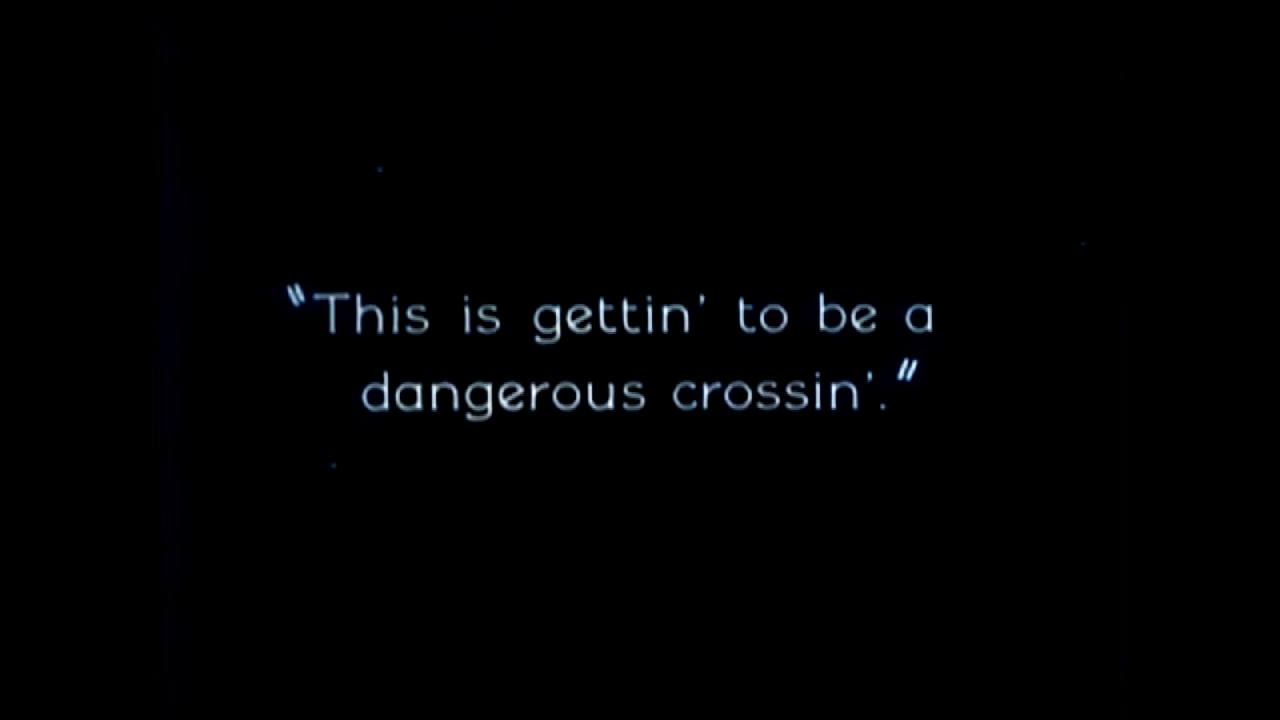 “This is gettin' to be a
dangerous crossin'.”